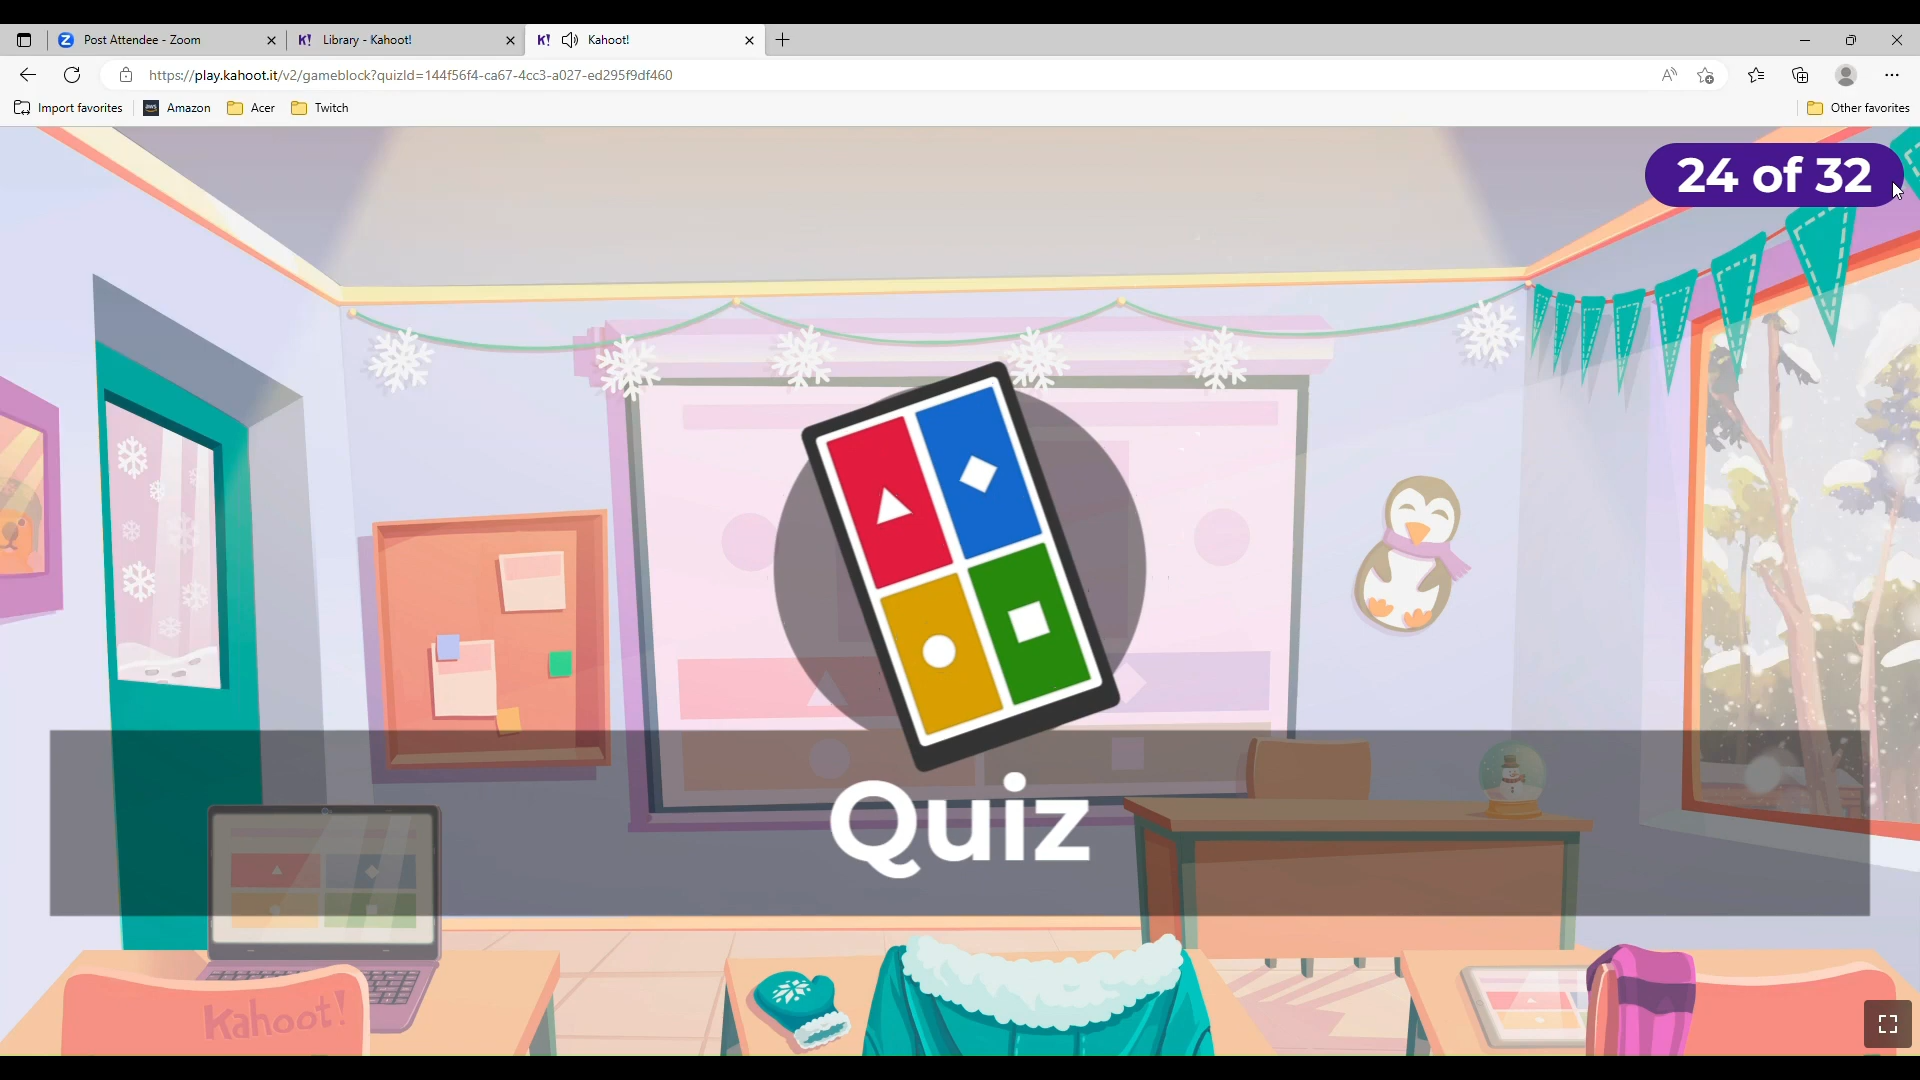 Post Attendee - Zoom
K! Library - Kahoot!
K! Kahoot!
https://play.kahoot.it/v2/gameblock?quizId=144f56f4-ca67-4cc3-a027-ed295f9df460
Import favorites
aws Amazon
Acer
Twitch
Other favorites
24 of 32
Quiz
Kahoot!